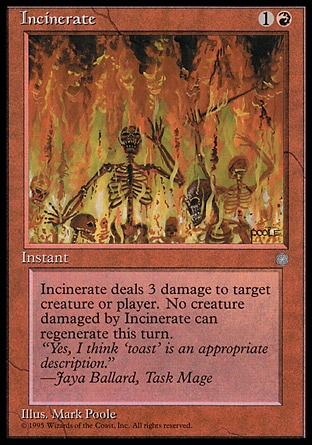 Incinerate 1
POOLE
Instant
Incinerate deals 3 damage to target
creature or player. No creature
damaged by Incinerate can
regenerate this turn.
“Yes, I think ‘toast’ is an appropriate
description.”
—Jaya Ballard, Task Mage
Illus. Mark Poole
© 1995 Wizards of the Coast, Inc. All rights reserved.